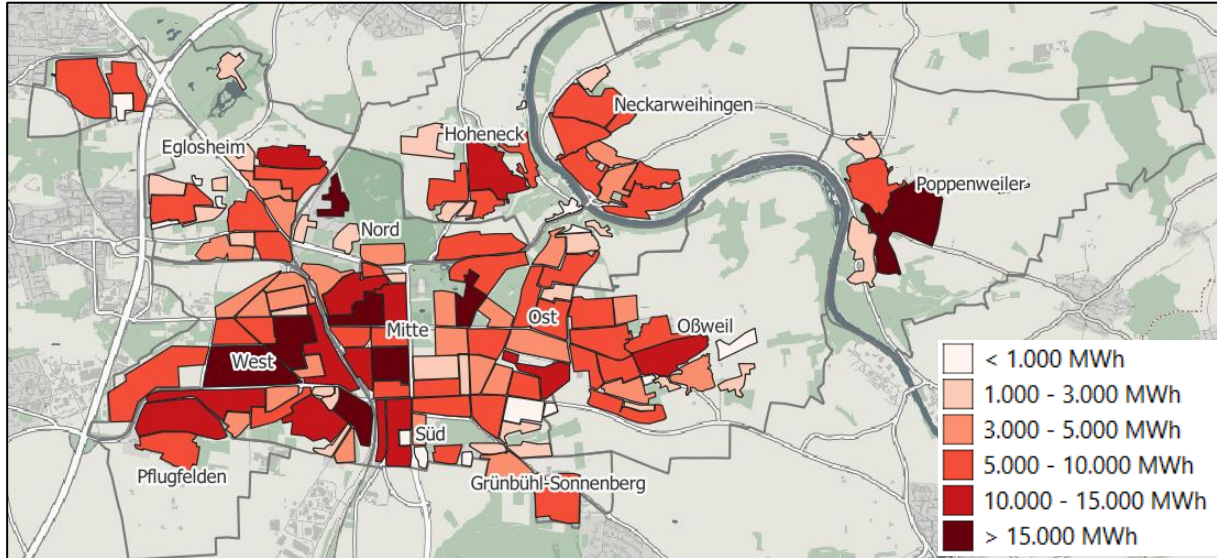 Neckarweihingen
Hoheneck
Eglosheim
Poppenweiler
Nord
Ost
Oßweil
Mitte
West
Süd
Pflugfelden
Grünbühl-Sonnenberg
< 1.000 MWh
1.000 - 3.000 MWh
3.000 - 5.000 MWh
5.000 - 10.000 MWh
10.000 - 15.000 MWh
> 15.000 MWh